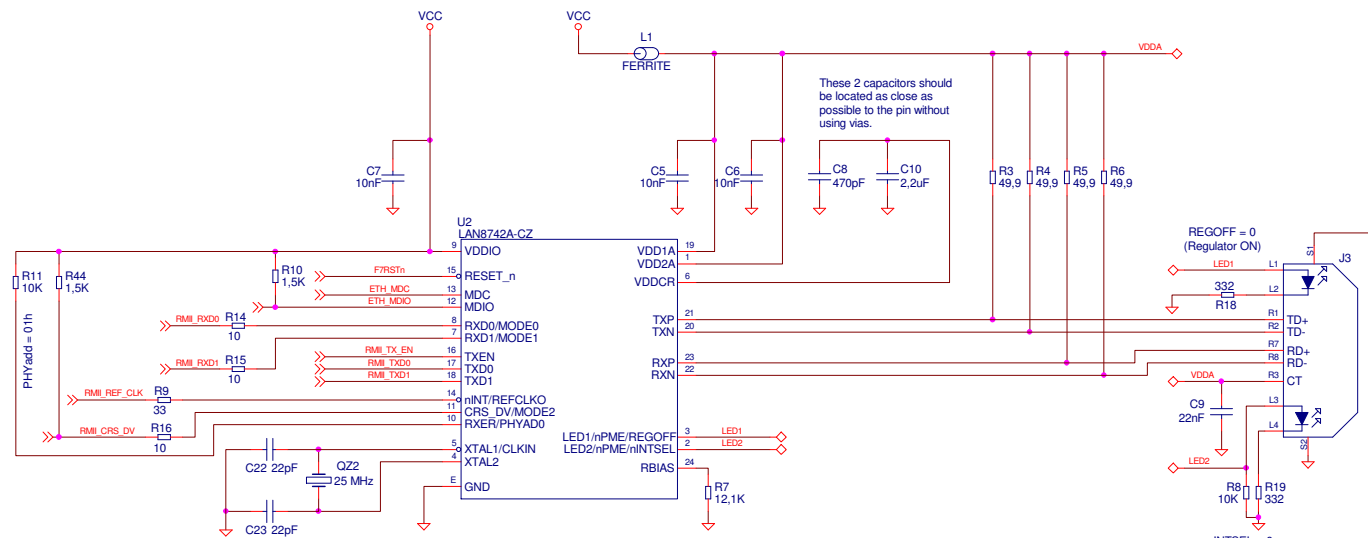 VCC
VCC
L1
FERRITE
VDDA
These 2 capacitors should
be located as close as
possible to the pin without
using vias.
C7
10nF
C5
10nF
C6
10nF
C8
470pF
C10
2,2uF
R3
49,9
R4
49,9
R5
49,9
R6
49,9
U2
LAN8742A-CZ
REGOFF = 0
(Regulator ON)
R11
10K
R44
1,5K
R10
1,5K
PHYadd = 01h
F7RSTn
ETH_MDC
ETH_MDIO
RMII_RXD0
R14
10
RMII_RXD1
R15
10
RMII_TX_EN
RMII_TXD0
RMII_TXD1
RMII_REF_CLK
R9
33
RMII_CRS_DV
R16
10
C22 22pF
QZ2
25 MHz
C23 22pF
9 VDDIO
15 RESET_n
13 MDC
12 MDIO
8 RXD0/MODE0
7 RXD1/MODE1
16 TXEN
17 TXD0
18 TXD1
14 nINT/REFCLKO
11 CRS_DV/MODE2
10 RXER/PHYAD0
5 XTAL1/CLKIN
4 XTAL2
E GND
VDD1A 19
VDD2A 1
VDDCR 6
TXP 21
TXN 20
RXP 23
RXN 22
LED1/nPME/REGOFF 3
LED2/nPME/nINTSEL 2
RBIAS 24
LED1
LED2
R7
12,1K
S1
J3
LED1
L1
332
R18
L2
R1 TD+
R2 TD-
R7 RD+
R8 RD-
VDDA
R3 CT
C9
22nF
L3
L4
S2
LED2
R8
10K
R19
332